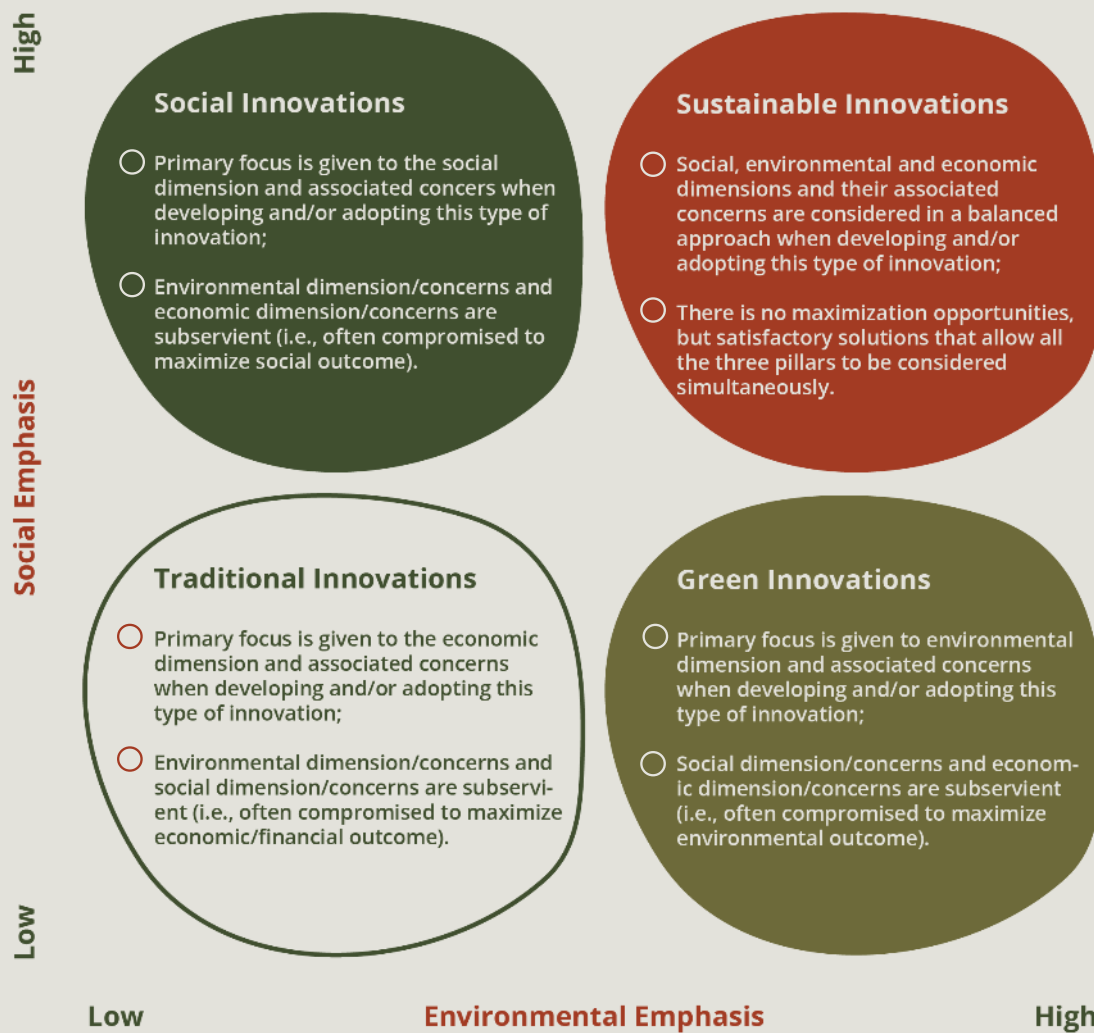 High
Social Innovations
Primary focus is given to the social
dimension and associated concers when
developing and/or adopting this type of
innovation;
Environmental dimension/concerns and
economic dimension/concerns are
subservient (i.e., often compromised to
maximize social outcome).
Sustainable Innovations
Social, environmental and economic
dimensions and their associated
concerns are considered in a balanced
approach when developing and/or
adopting this type of innovation;
There is no maximization opportunities,
but satisfactory solutions that allow all
the three pillars to be considered
simultaneously.
Social Emphasis
Traditional Innovations
Primary focus is given to the economic
dimension and associated concerns
when developing and/or adopting this
type of innovation;
Environmental dimension/concerns and
social dimension/concerns are subservi-
ent (i.e., often compromised to maximize
economic/financial outcome).
Green Innovations
Primary focus is given to environmental
dimension and associated concerns
when developing and/or adopting this
type of innovation;
Social dimension/concerns and econom-
ic dimension/concerns are subservient
(i.e., often compromised to maximize
environmental outcome).
Low
Low
Environmental Emphasis
High